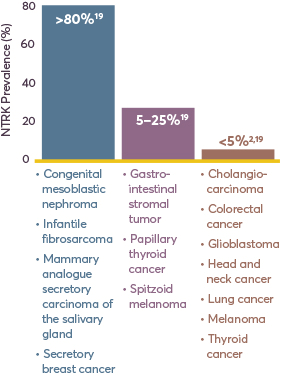 NTRK Prevalence (%)
80
60
40
20
0
>80%19
5–25%19
<5%2,19
• Congenital
mesoblastic
nephroma
• Infantile
fibrosarcoma
• Mammary
analogue
secretory
carcinoma of
the salivary
gland
• Secretory
breast cancer
• Gastro-
intestinal
stromal
tumor
• Papillary
thyroid
cancer
• Spitzoid
melanoma
• Cholangio-
carcinoma
• Colorectal
cancer
• Glioblastoma
• Head and
neck cancer
• Lung cancer
• Melanoma
• Thyroid
cancer